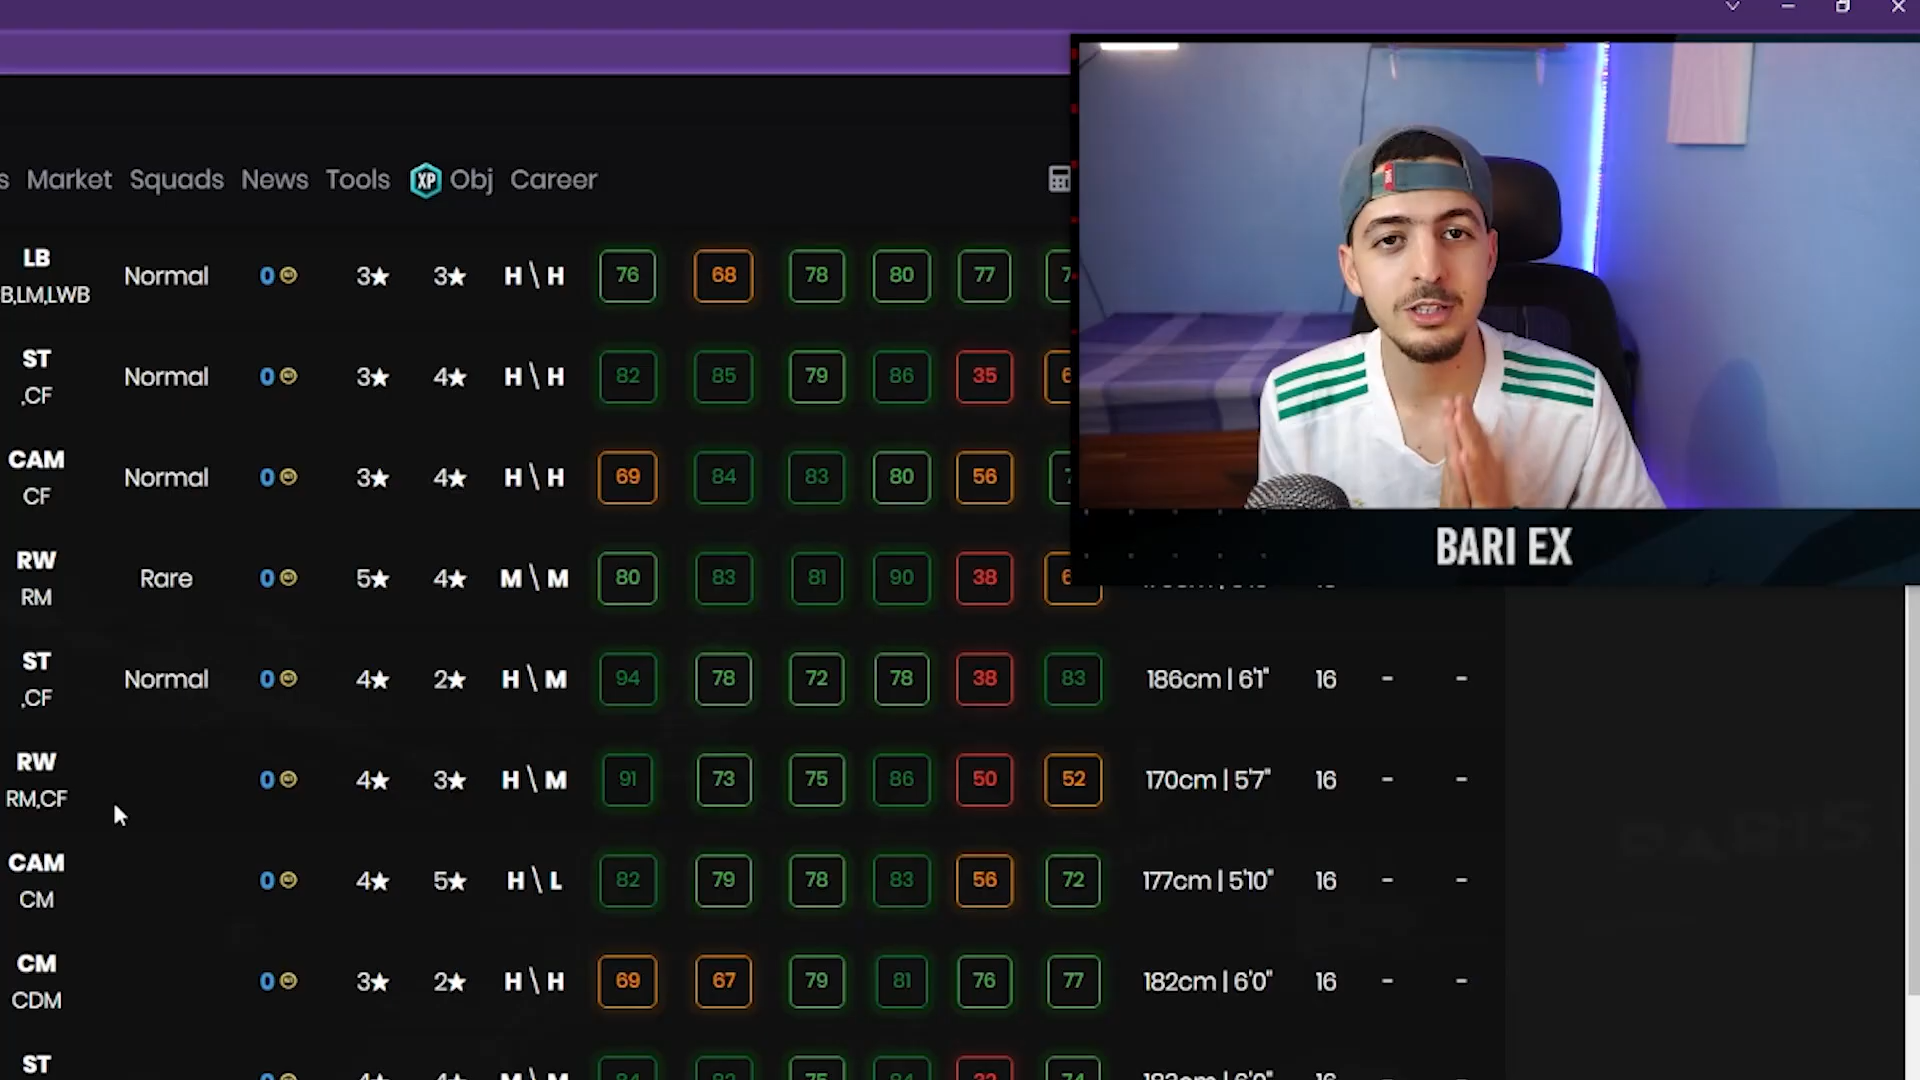 Market Squads News Tools XP Obj Career
LB
B,LM,LWB Normal 0 3★ 3★ H \ H 76 68 78 80 77
ST
,CF Normal 0 3★ 4★ H \ H 82 85 79 86 35
CAM
CF Normal 0 3★ 4★ H \ H 69 84 83 80 56
RW
RM Rare 0 5★ 4★ M \ M 80 83 81 90 38
ST
,CF Normal 0 4★ 2★ H \ M 94 78 72 78 38 83 186cm | 6'1" 16 - -
RW
RM,CF 0 4★ 3★ H \ M 91 73 75 86 50 52 170cm | 5'7" 16 - -
CAM
CM 0 4★ 5★ H \ L 82 79 78 83 56 72 177cm | 5'10" 16 - -
CM
CDM 0 3★ 2★ H \ H 69 67 79 81 76 77 182cm | 6'0" 16 - -
ST
BARI EX